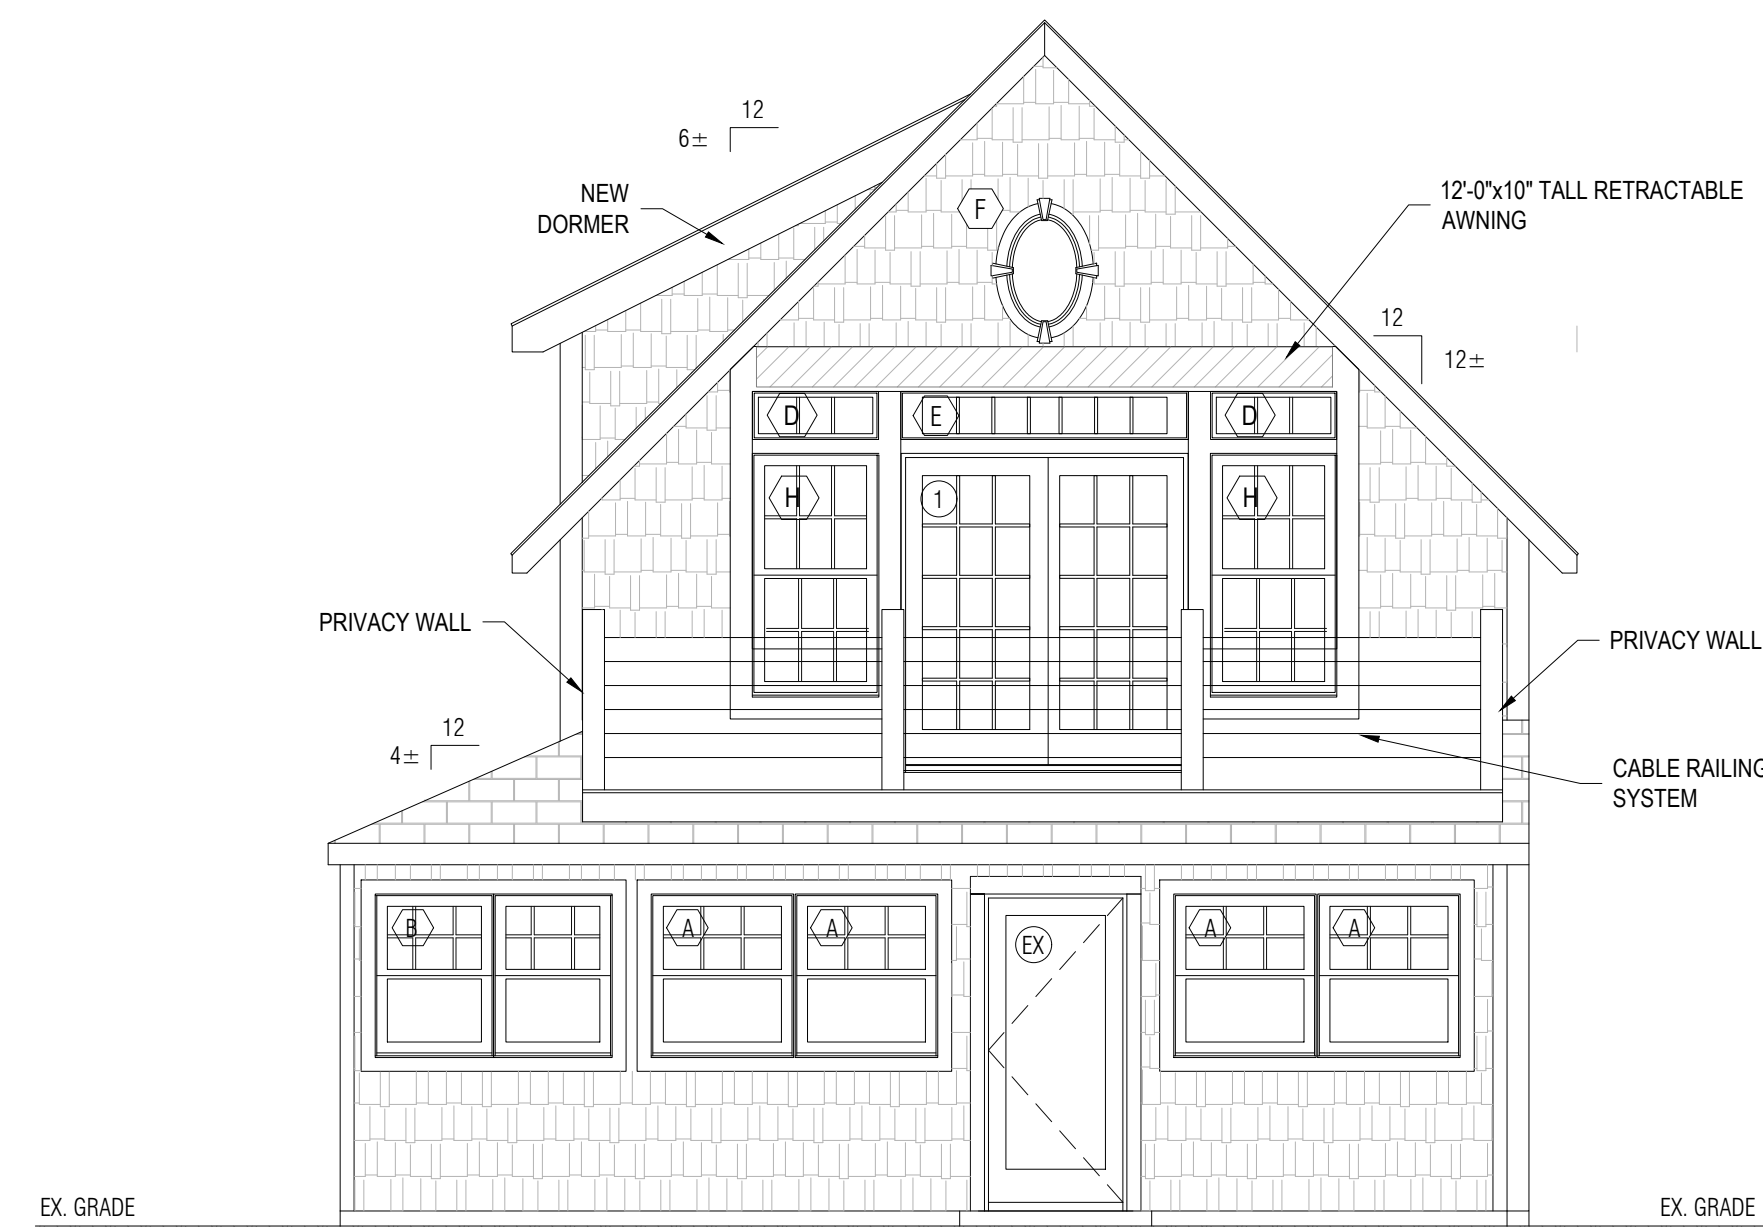 12
6±
NEW
DORMER
F
12'-0"x10" TALL RETRACTABLE
AWNING
12
12±
D
E
D
H
1
H
PRIVACY WALL
PRIVACY WALL
12
4±
CABLE RAILING
SYSTEM
B
A
A
EX
A
A
EX. GRADE
EX. GRADE